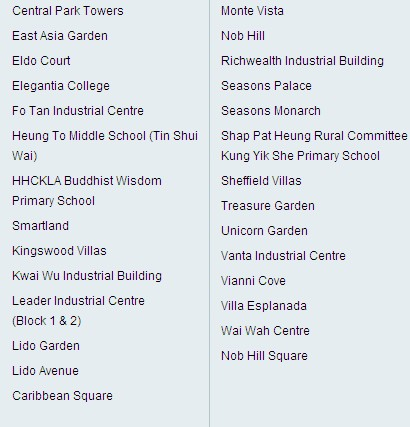 Central Park Towers
East Asia Garden
Eldo Court
Elegantia College
Fo Tan Industrial Centre
Heung To Middle School (Tin Shui
Wai)
HHCKLA Buddhist Wisdom
Primary School
Smartland
Kingswood Villas
Kwai Wu Industrial Building
Leader Industrial Centre
(Block 1 & 2)
Lido Garden
Lido Avenue
Caribbean Square
Monte Vista
Nob Hill
Richwealth Industrial Building
Seasons Palace
Seasons Monarch
Shap Pat Heung Rural Committee
Kung Yik She Primary School
Sheffield Villas
Treasure Garden
Unicorn Garden
Vanta Industrial Centre
Vianni Cove
Villa Esplanada
Wai Wah Centre
Nob Hill Square